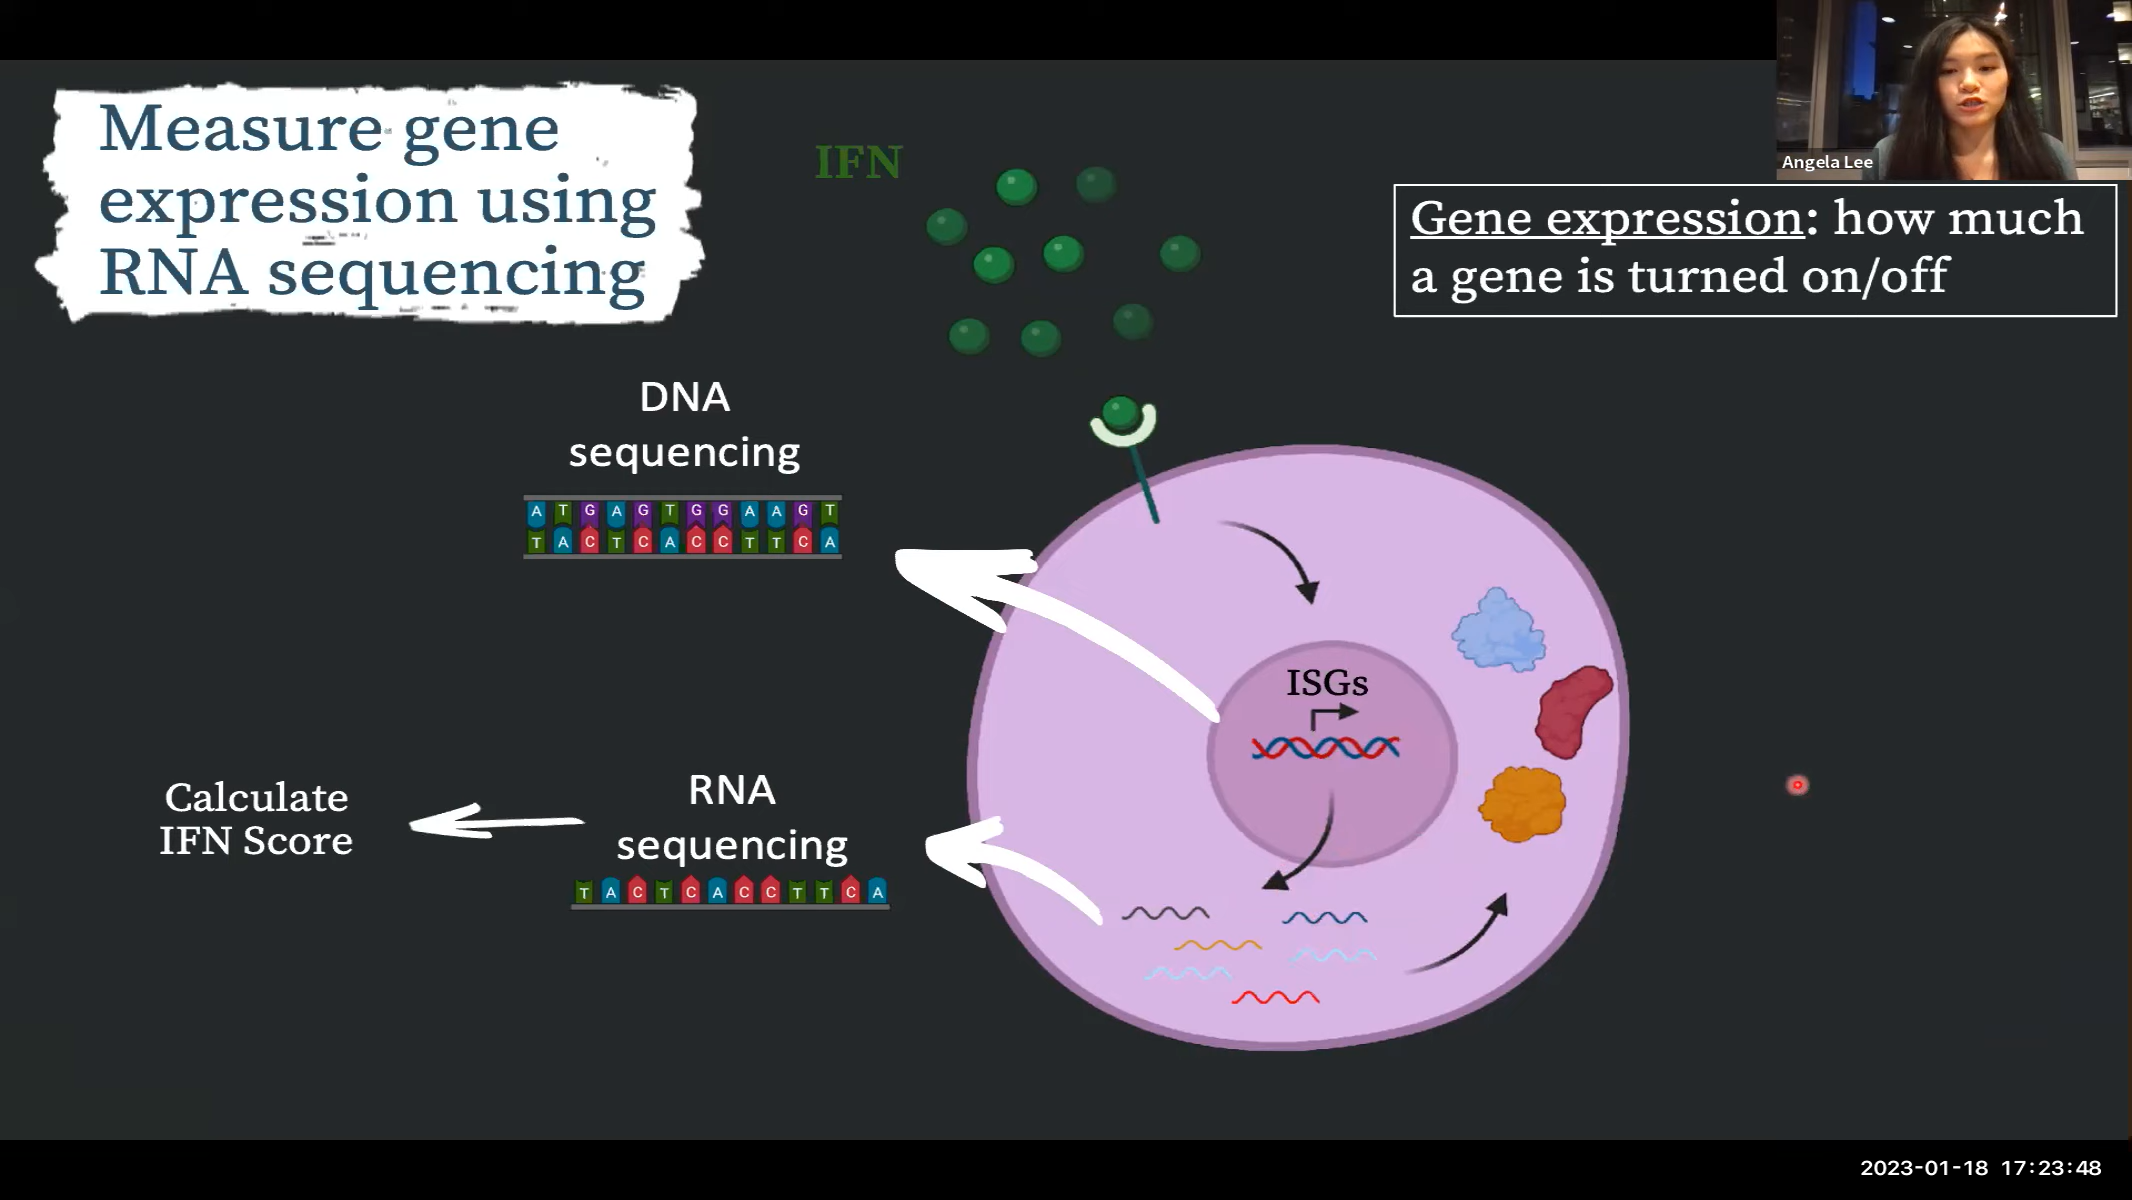 Measure gene
expression using
RNA sequencing
IFN
Angela Lee
Gene expression: how much
a gene is turned on/off
DNA
sequencing
A T G A G T G G A A G T
T A C T C A C C T T C A
ISGs
Calculate
IFN Score
RNA
sequencing
T A C T C A C C T T C A
2023-01-18 17:23:48